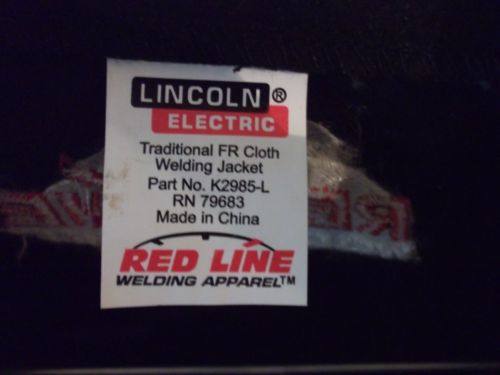 LINCOLN ®
ELECTRIC
Traditional FR Cloth
Welding Jacket
Part No. K2985-L
RN 79683
Made in China
RED LINE
WELDING APPAREL™